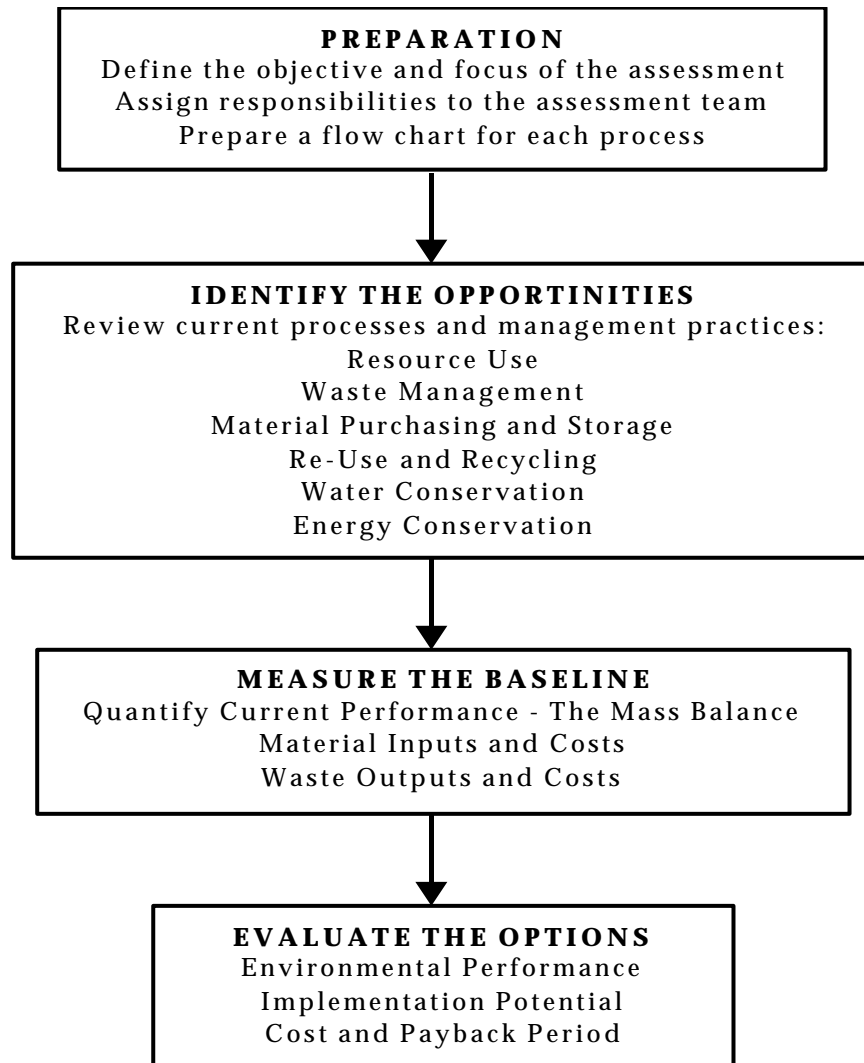 PREPARATION
Define the objective and focus of the assessment
Assign responsibilities to the assessment team
Prepare a flow chart for each process
IDENTIFY THE OPPORTINITIES
Review current processes and management practices:
Resource Use
Waste Management
Material Purchasing and Storage
Re-Use and Recycling
Water Conservation
Energy Conservation
MEASURE THE BASELINE
Quantify Current Performance - The Mass Balance
Material Inputs and Costs
Waste Outputs and Costs
EVALUATE THE OPTIONS
Environmental Performance
Implementation Potential
Cost and Payback Period